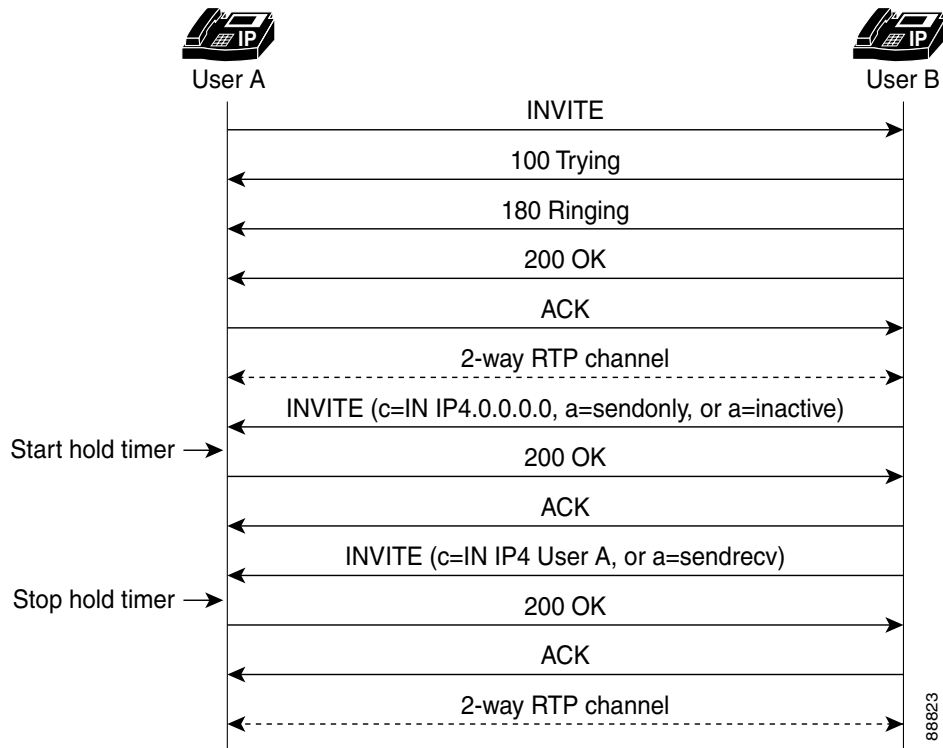 IP
IP
User A
User B
INVITE
100 Trying
180 Ringing
200 OK
ACK
2-way RTP channel
INVITE (c=IN IP4.0.0.0.0, a=sendonly, or a=inactive)
Start hold timer
200 OK
ACK
INVITE (c=IN IP4 User A, or a=sendrecv)
Stop hold timer
200 OK
ACK
2-way RTP channel
88823